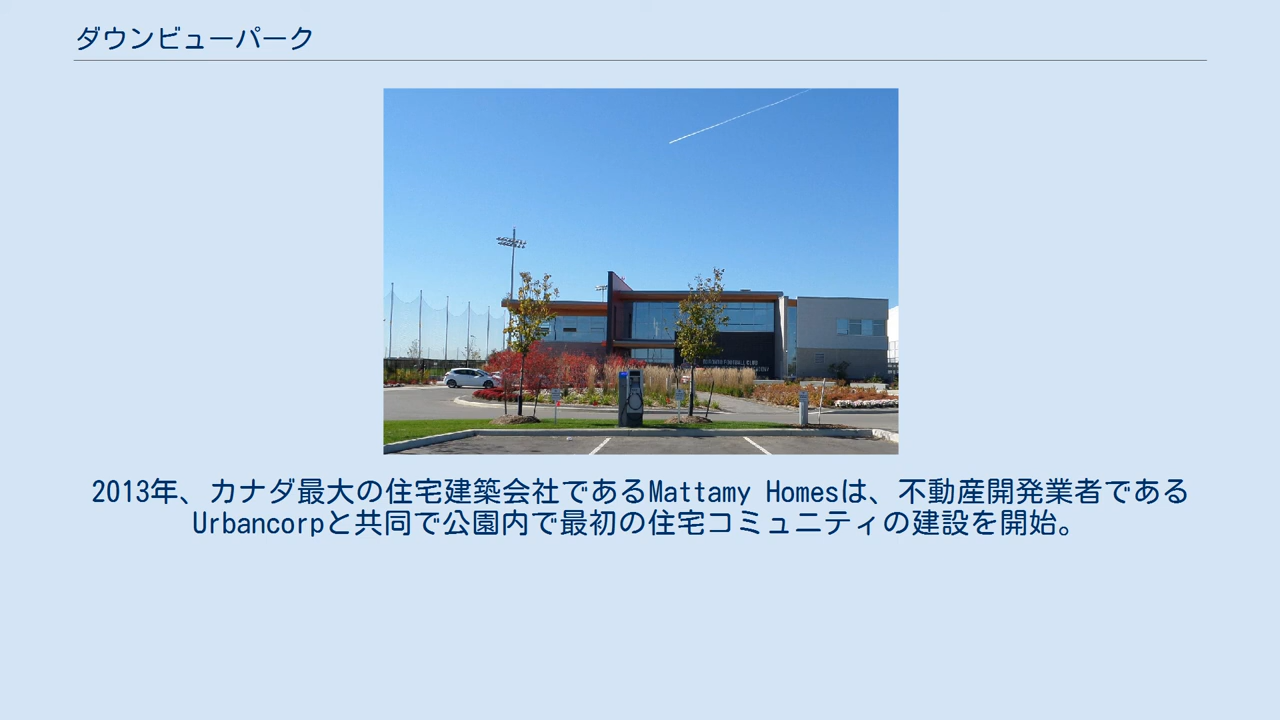 ダウンビューパーク
2013年、カナダ最大の住宅建築会社であるMattamy Homesは、不動産開発業者である
Urbancorpと共同で公園内で最初の住宅コミュニティの建設を開始。